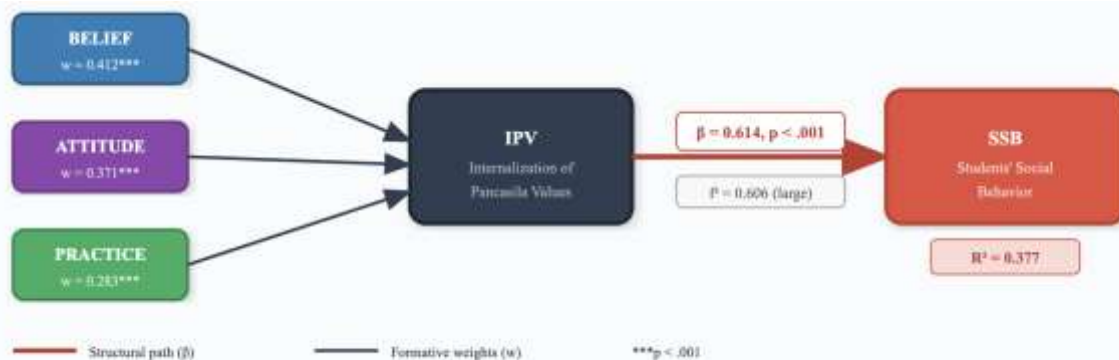 BELIEF
w = 0.412***
ATTITUDE
w = 0.371***
PRACTICE
w = 0.283***
IPV
Internalization of
Pancasila Values
β = 0.614, p < .001
f² = 0.606 (large)
SSB
Students' Social
Behavior
R² = 0.377
Structural path (β)
Formative weights (w)
***p < .001